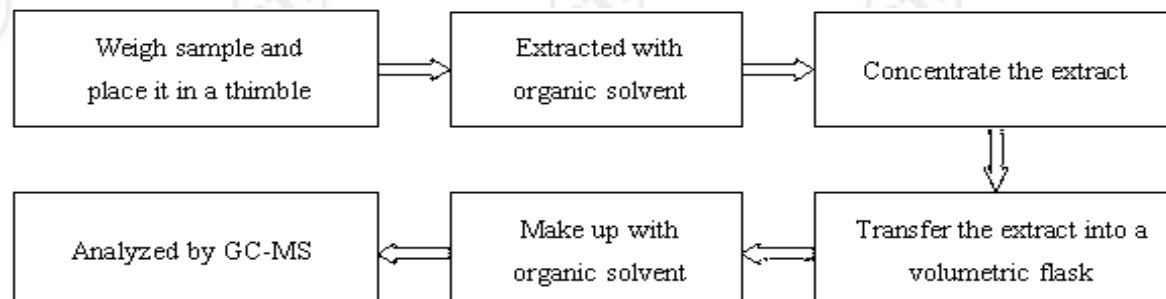 Weigh sample and
place it in a thimble
Extracted with
organic solvent
Concentrate the extract
Transfer the extract into a
volumetric flask
Make up with
organic solvent
Analyzed by GC-MS